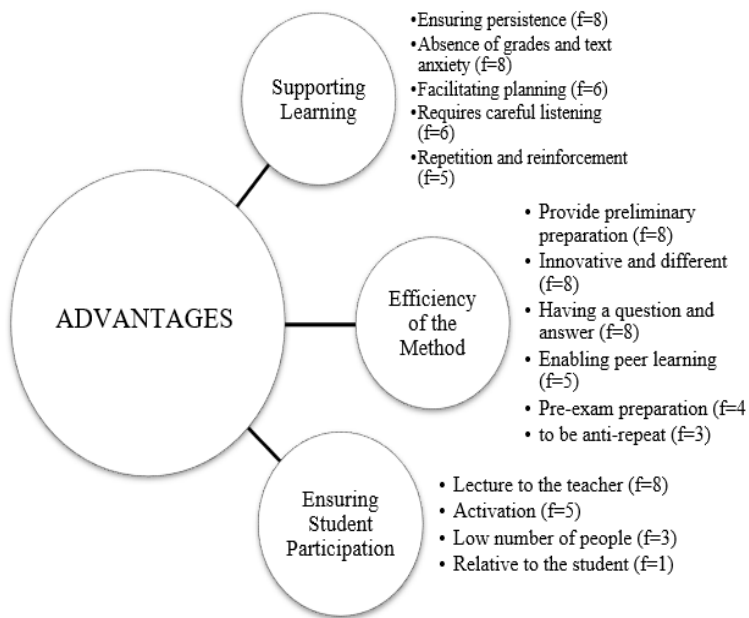 ADVANTAGES
Supporting
Learning
•Ensuring persistence (f=8)
•Absence of grades and text
anxiety (f=8)
•Facilitating planning (f=6)
•Requires careful listening
(f=6)
•Repetition and reinforcement
(f=5)
Efficiency
of the
Method
• Provide preliminary
preparation (f=8)
• Innovative and different
(f=8)
• Having a question and
answer (f=8)
• Enabling peer learning
(f=5)
• Pre-exam preparation (f=4
• to be anti-repeat (f=3)
Ensuring
Student
Participation
• Lecture to the teacher (f=8)
• Activation (f=5)
• Low number of people (f=3)
• Relative to the student (f=1)